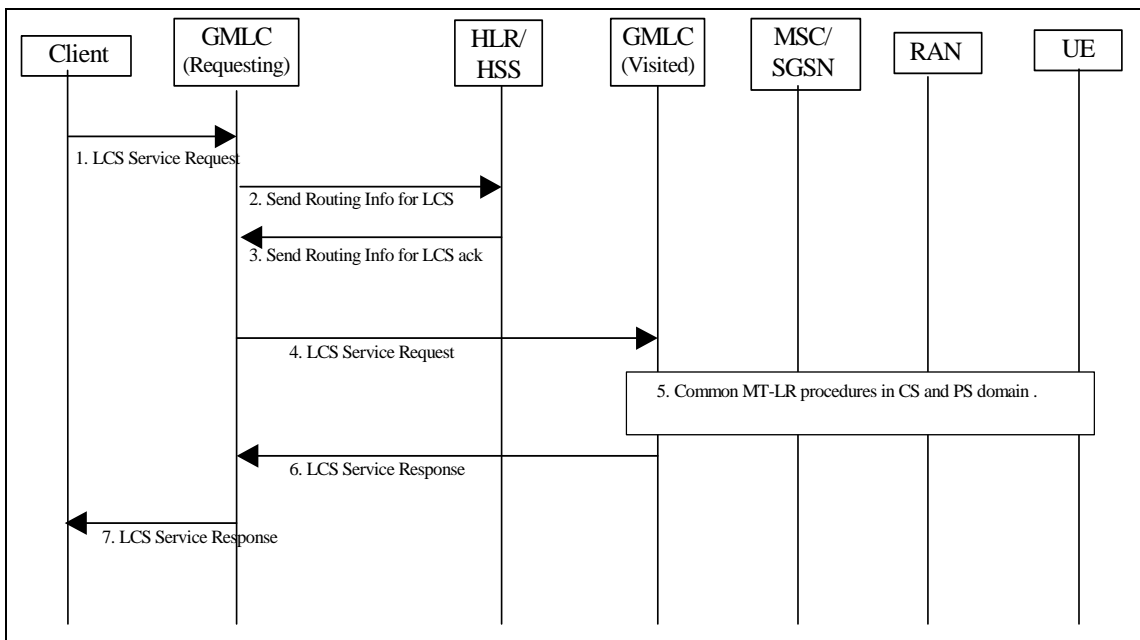 Client
GMLC
(Requesting)
HLR/
HSS
GMLC
(Visited)
MSC/
SGSN
RAN
UE
1. LCS Service Request
2. Send Routing Info for LCS
3. Send Routing Info for LCS ack
4. LCS Service Request
5. Common MT-LR procedures in CS and PS domain .
6. LCS Service Response
7. LCS Service Response